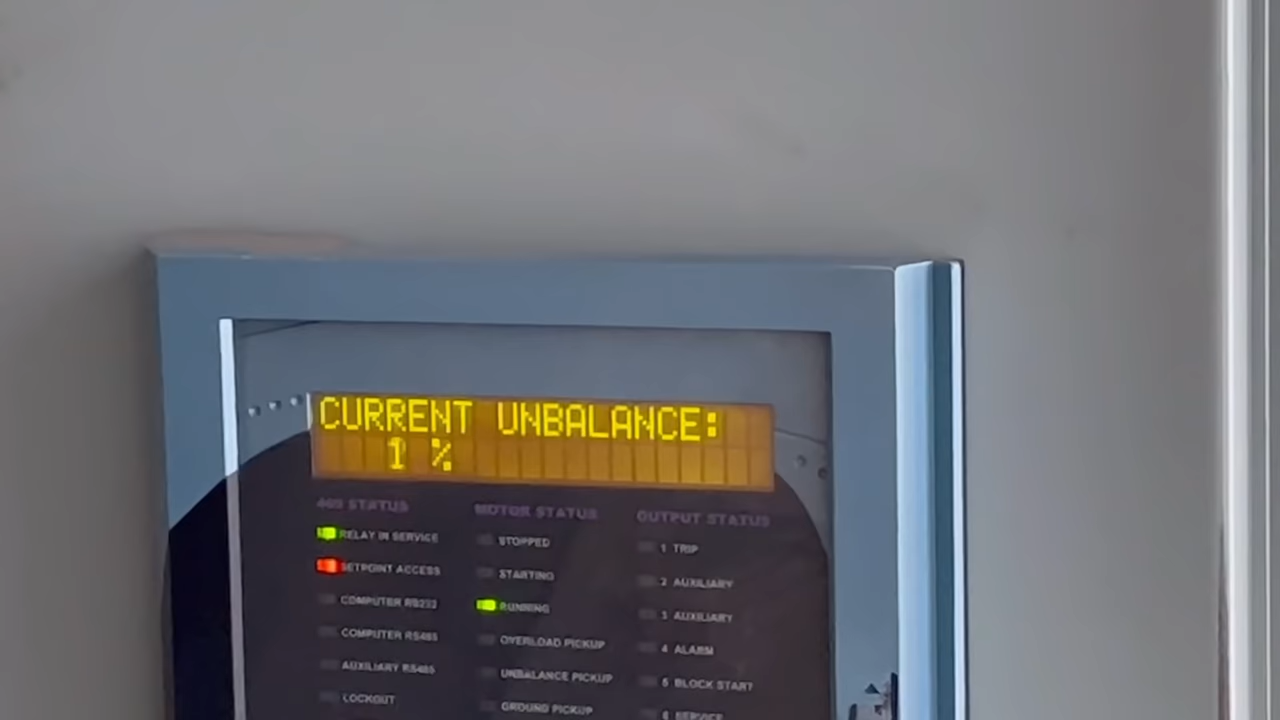 CURRENT UNBALANCE:
1 %
469 STATUS
MOTOR STATUS
OUTPUT STATUS
RELAY IN SERVICE
STOPPED
1 TRIP
SETPOINT ACCESS
STARTING
2 AUXILIARY
COMPUTER RS232
RUNNING
3 AUXILIARY
COMPUTER RS485
OVERLOAD PICKUP
4 ALARM
AUXILIARY RS485
UNBALANCE PICKUP
5 BLOCK START
LOCKOUT
GROUND PICKUP
6 SERVICE